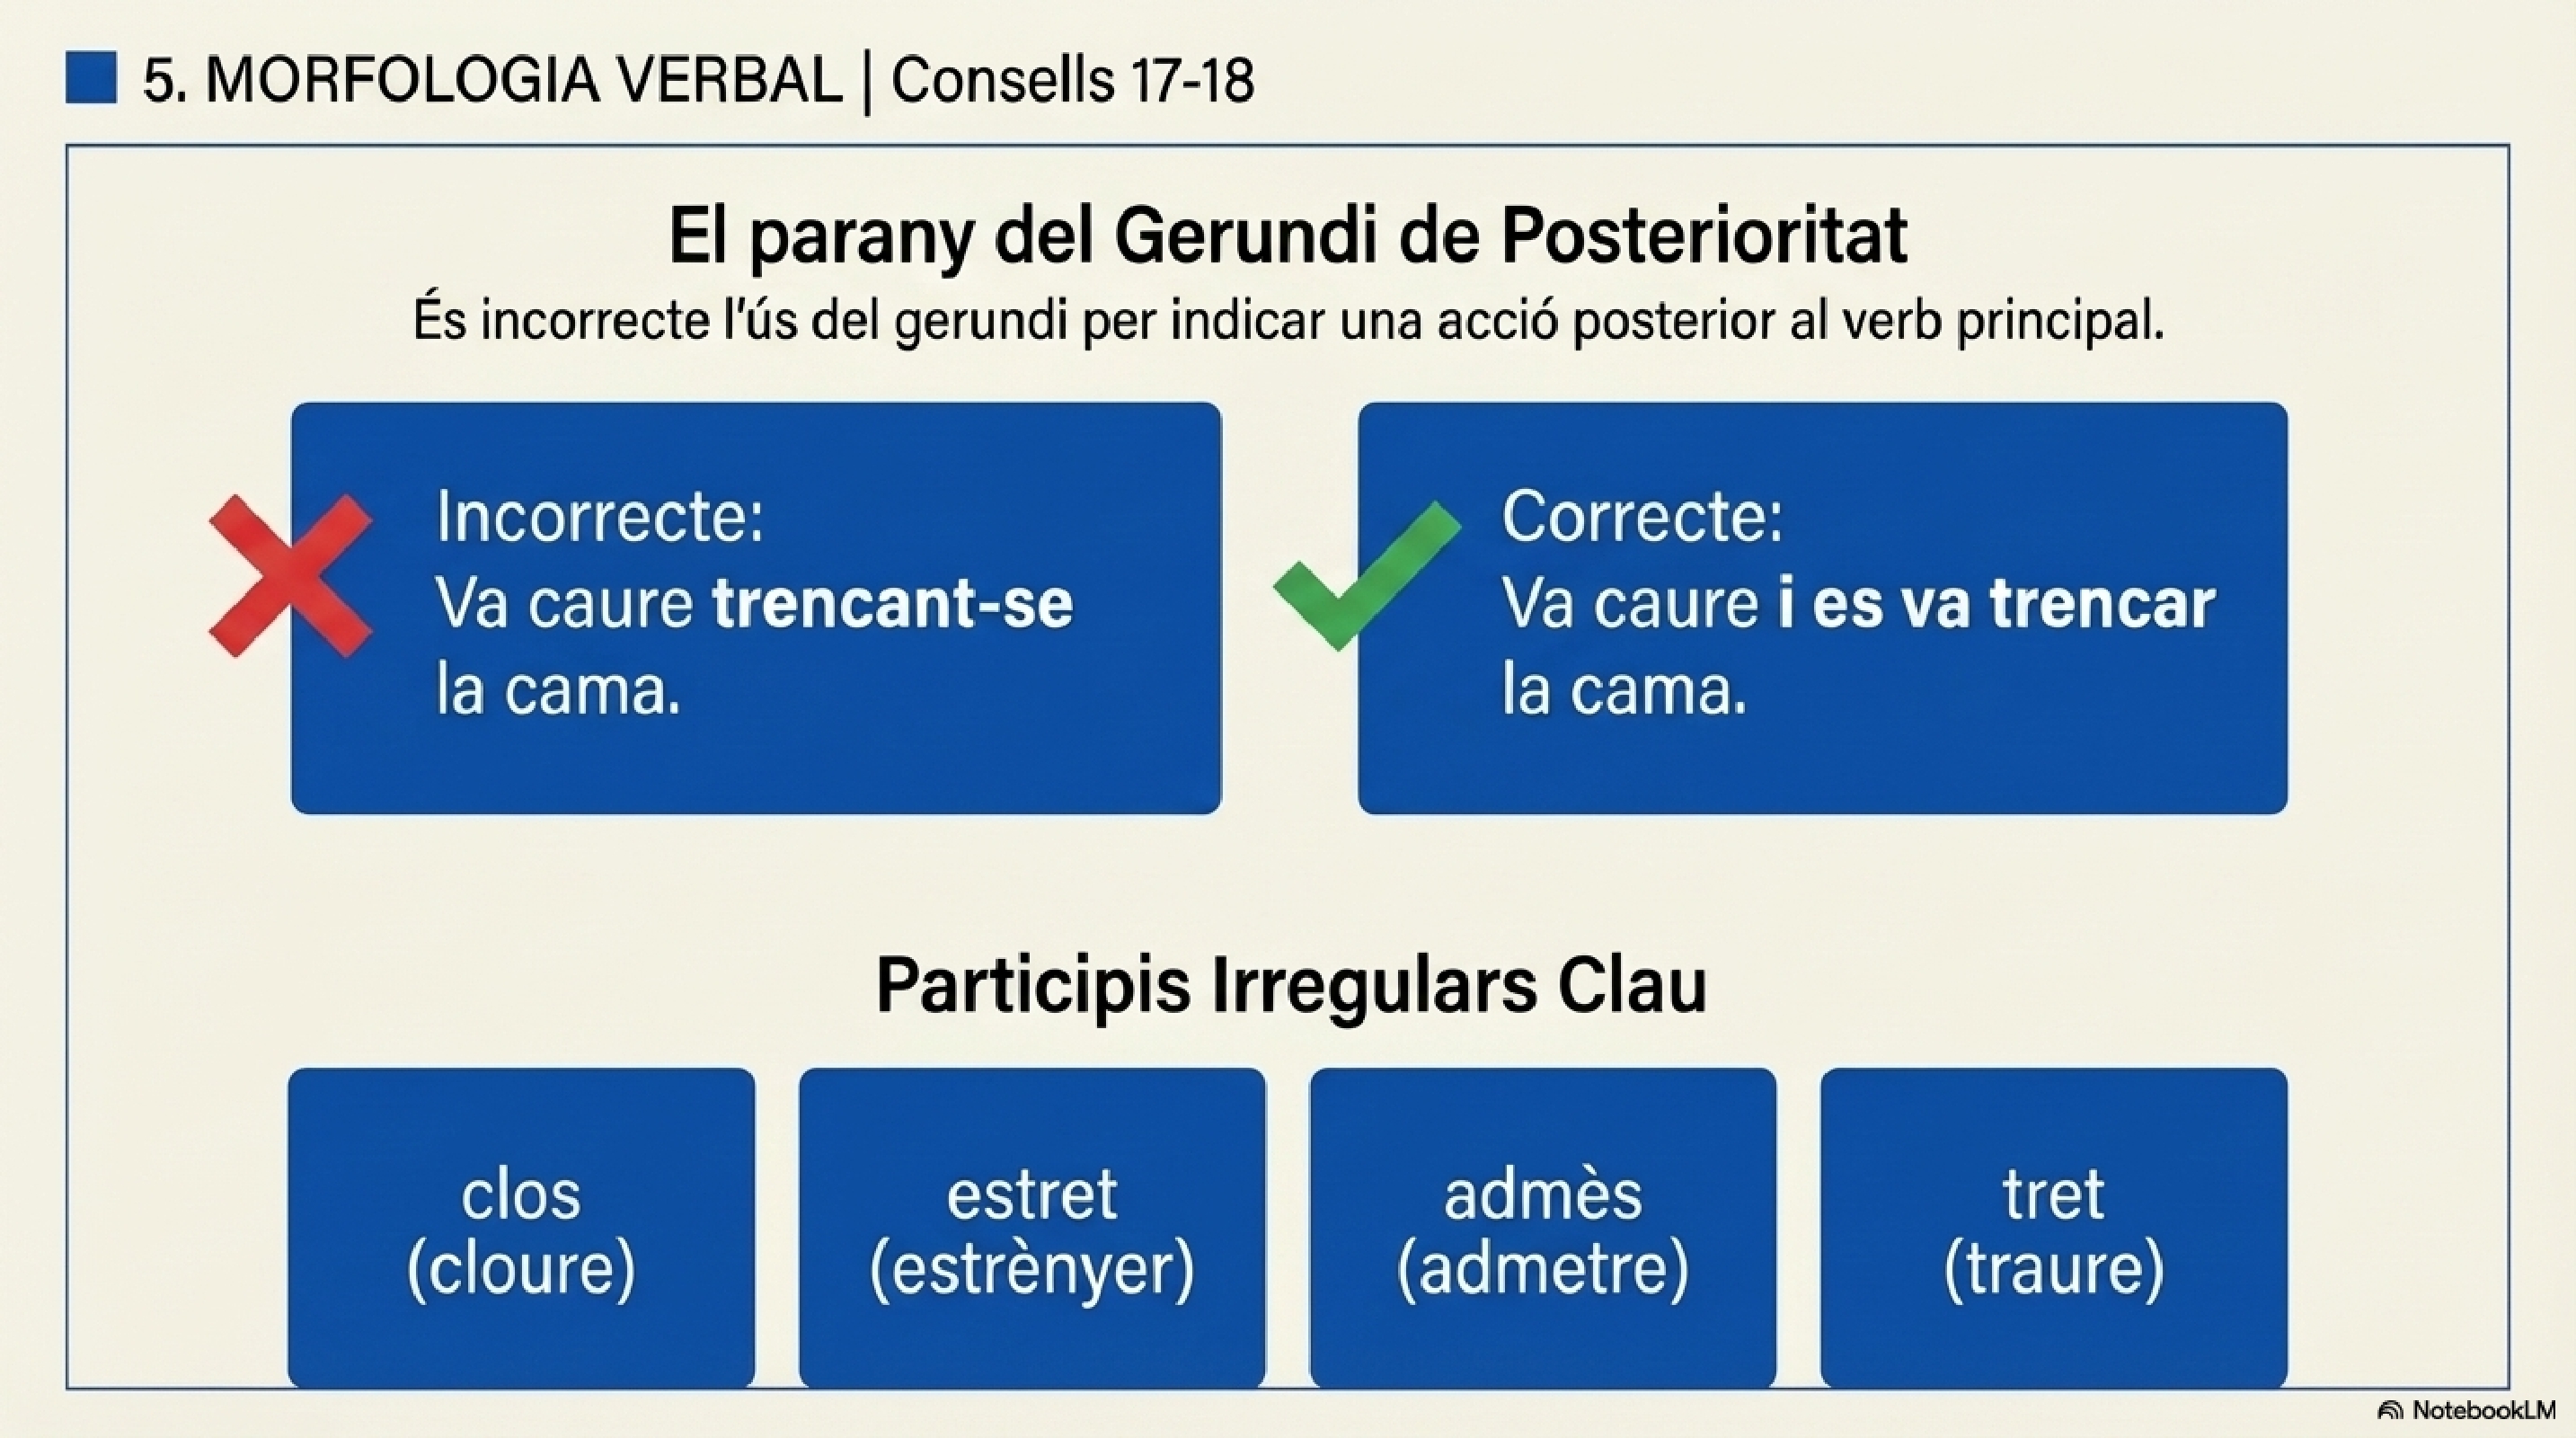 5. MORFOLOGIA VERBAL | Consells 17-18
El parany del Gerundi de Posterioritat
És incorrecte l'ús del gerundi per indicar una acció posterior al verb principal.
Incorrecte:
Va caure trencant-se
la cama.
Correcte:
Va caure i es va trencar
la cama.
Participis Irregulars Clau
clos
(cloure)
estret
(estrènyer)
admès
(admetre)
tret
(traure)
NotebookLM